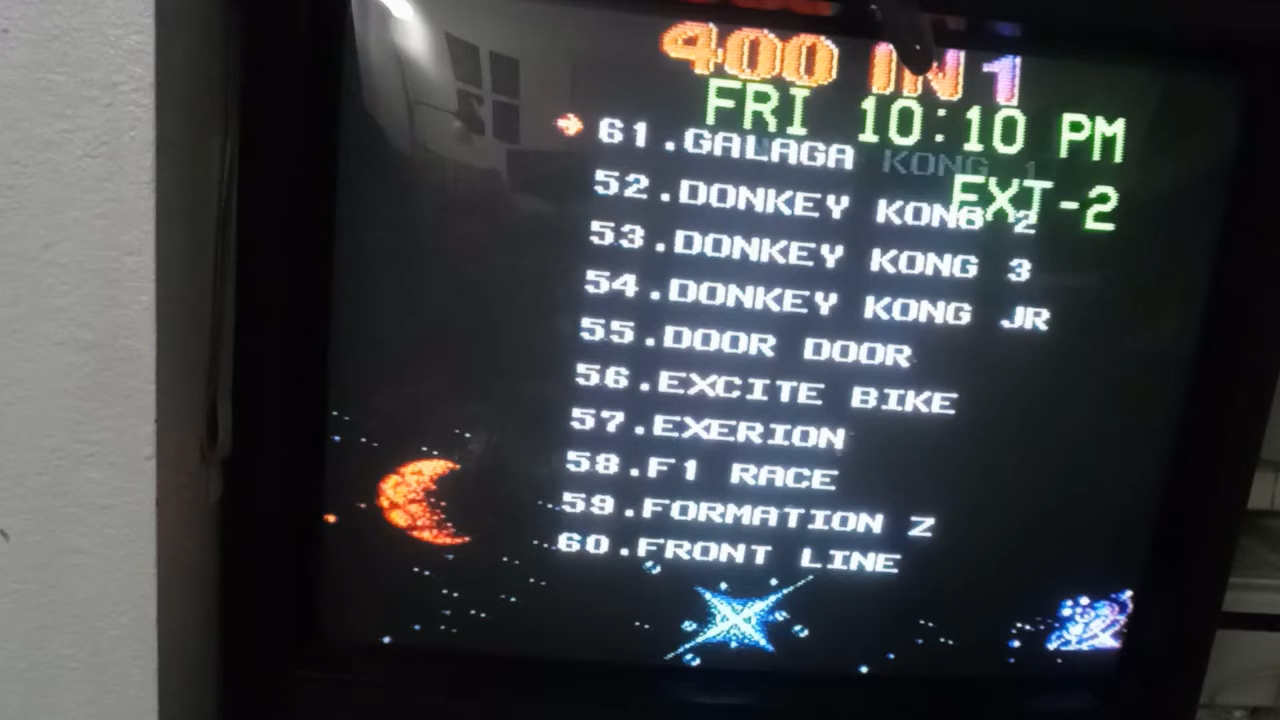 400 IN 1
FRI 10:10 PM
61.GALAGA KONG 1
EXT-2
52.DONKEY KONG 2
53.DONKEY KONG 3
54.DONKEY KONG JR
55.DOOR DOOR
56.EXCITE BIKE
57.EXERION
58.F1 RACE
59.FORMATION Z
60.FRONT LINE